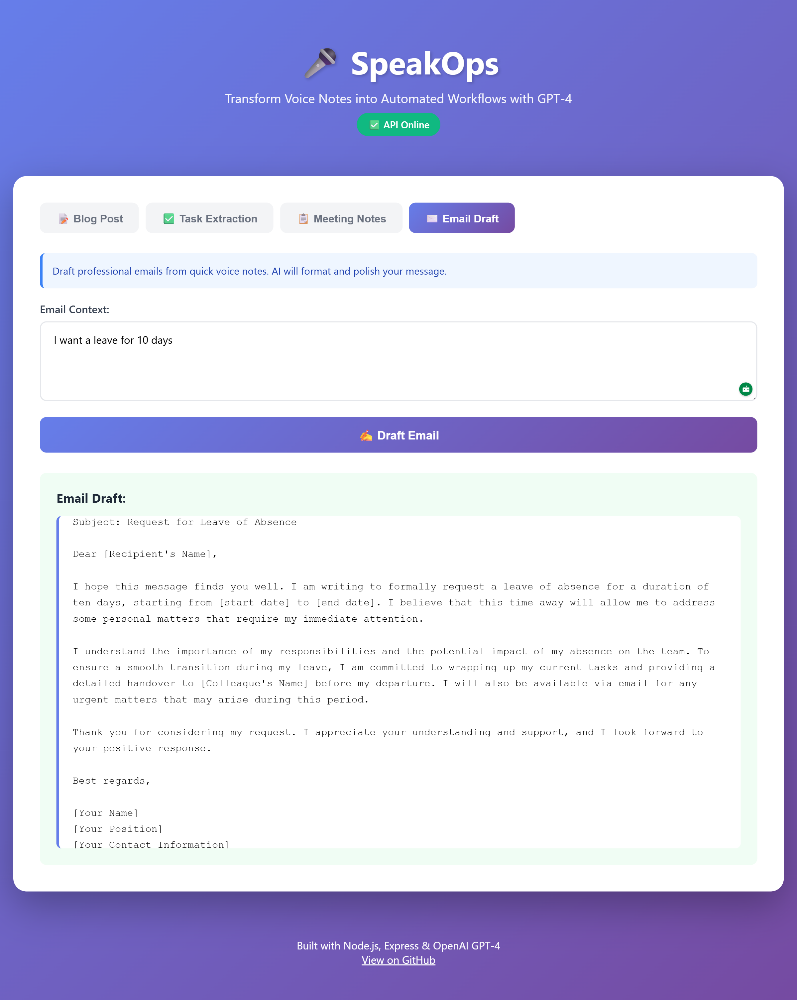 SpeakOps
Transform Voice Notes into Automated Workflows with GPT-4
API Online
Blog Post
Task Extraction
Meeting Notes
Email Draft
Draft professional emails from quick voice notes. AI will format and polish your message.
Email Context:
I want a leave for 10 days
Draft Email
Email Draft:
Subject: Request for Leave of Absence
Dear [Recipient's Name],
I hope this message finds you well. I am writing to formally request a leave of absence for a duration of
ten days, starting from [start date] to [end date]. I believe that this time away will allow me to address
some personal matters that require my immediate attention.
I understand the importance of my responsibilities and the potential impact of my absence on the team. To
ensure a smooth transition during my leave, I am committed to wrapping up my current tasks and providing a
detailed handover to [Colleague's Name] before my departure. I will also be available via email for any
urgent matters that may arise during this period.
Thank you for considering my request. I appreciate your understanding and support, and I look forward to
your positive response.
Best regards,
[Your Name]
[Your Position]
[Your Contact Information]
Built with Node.js, Express & OpenAI GPT-4
View on GitHub